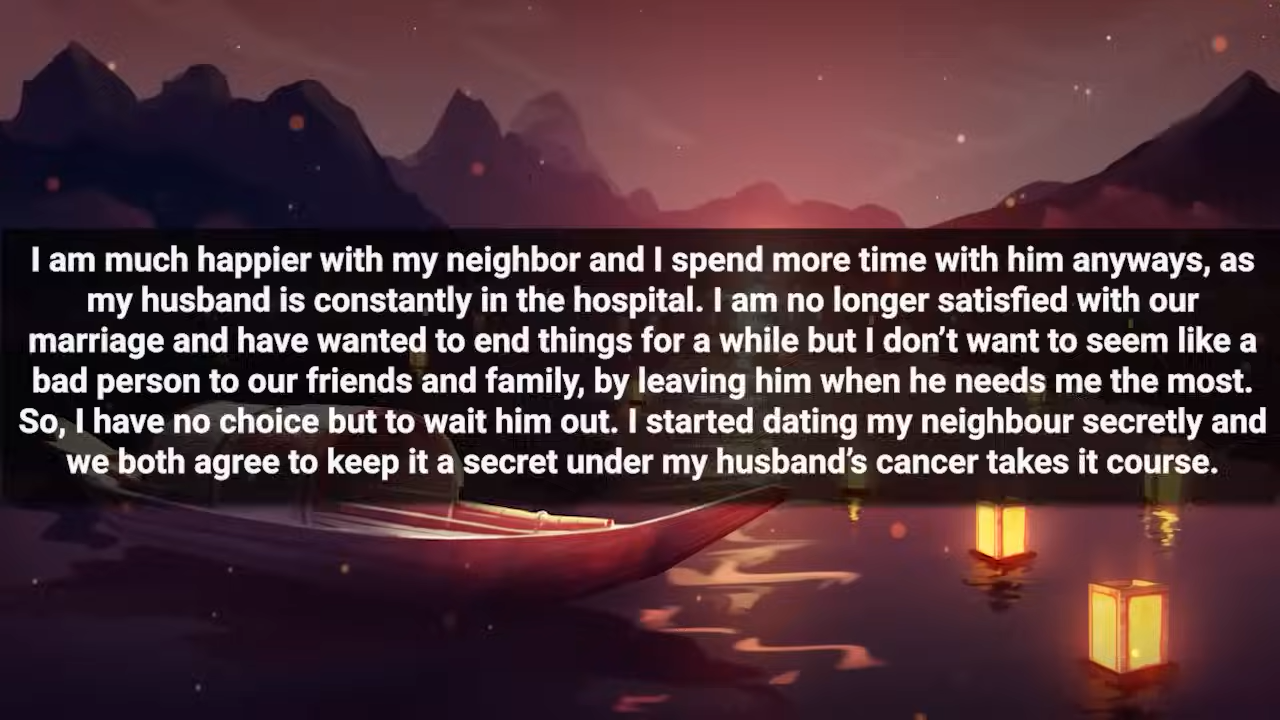 I am much happier with my neighbor and I spend more time with him anyways, as
my husband is constantly in the hospital. I am no longer satisfied with our
marriage and have wanted to end things for a while but I don’t want to seem like a
bad person to our friends and family, by leaving him when he needs me the most.
So, I have no choice but to wait him out. I started dating my neighbour secretly and
we both agree to keep it a secret under my husband’s cancer takes it course.